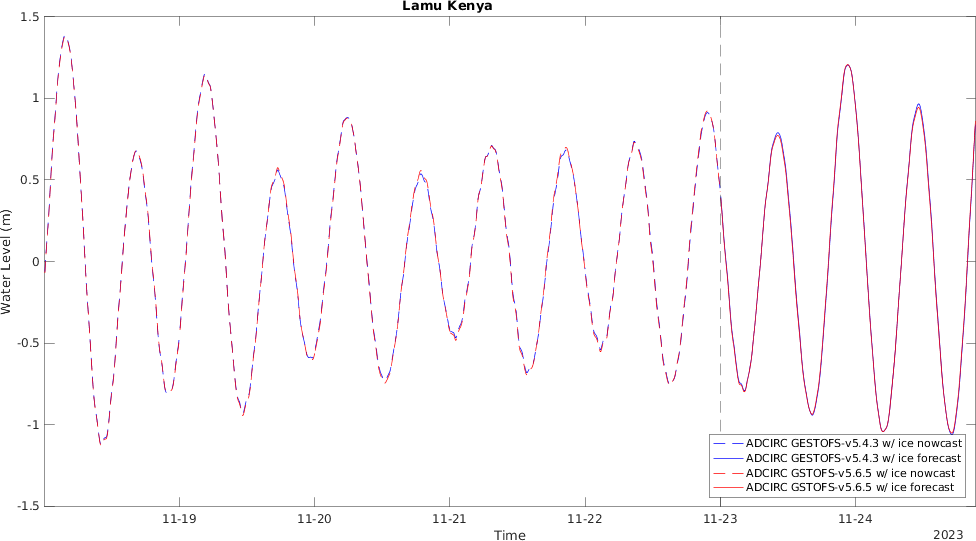 Lamu Kenya
1.5
1
0.5
0
-0.5
-1
-1.5
Water Level (m)
ADCIRC GESTOFS-v5.4.3 w/ ice nowcast
ADCIRC GESTOFS-v5.4.3 w/ ice forecast
ADCIRC GSTOFS-v5.6.5 w/ ice nowcast
ADCIRC GSTOFS-v5.6.5 w/ ice forecast
11-19 11-20 11-21 11-22 11-23 11-24
Time
2023